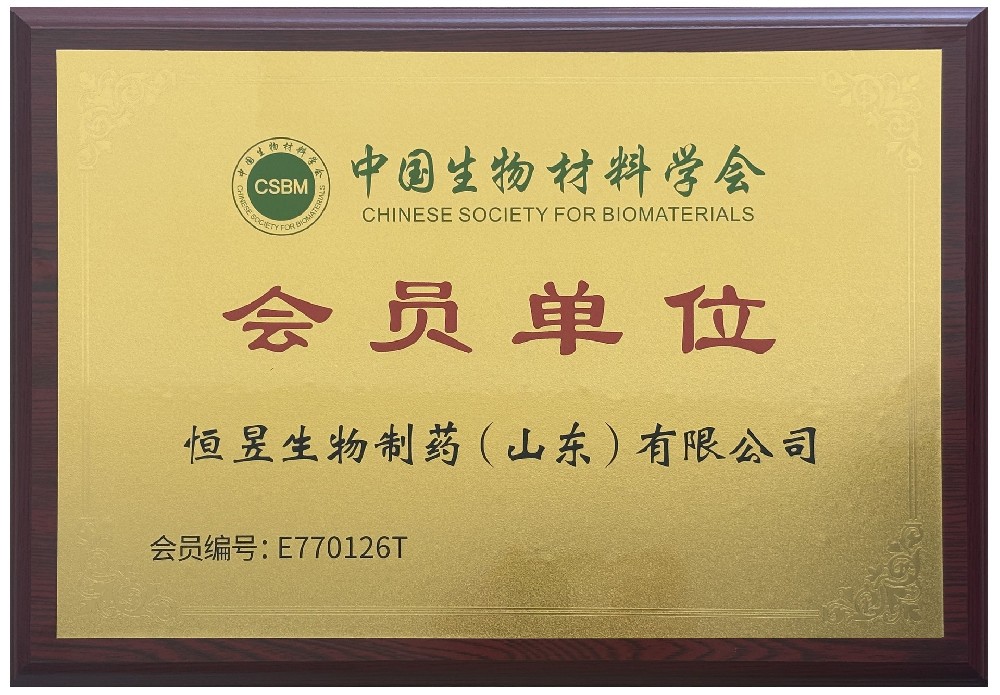 中国生物材料学会
CSBM
CHINESE SOCIETY FOR BIOMATERIALS
中国生物材料学会
CHINESE SOCIETY FOR BIOMATERIALS
会员单位
恒昱生物制药（山东）有限公司
会员编号：E770126T